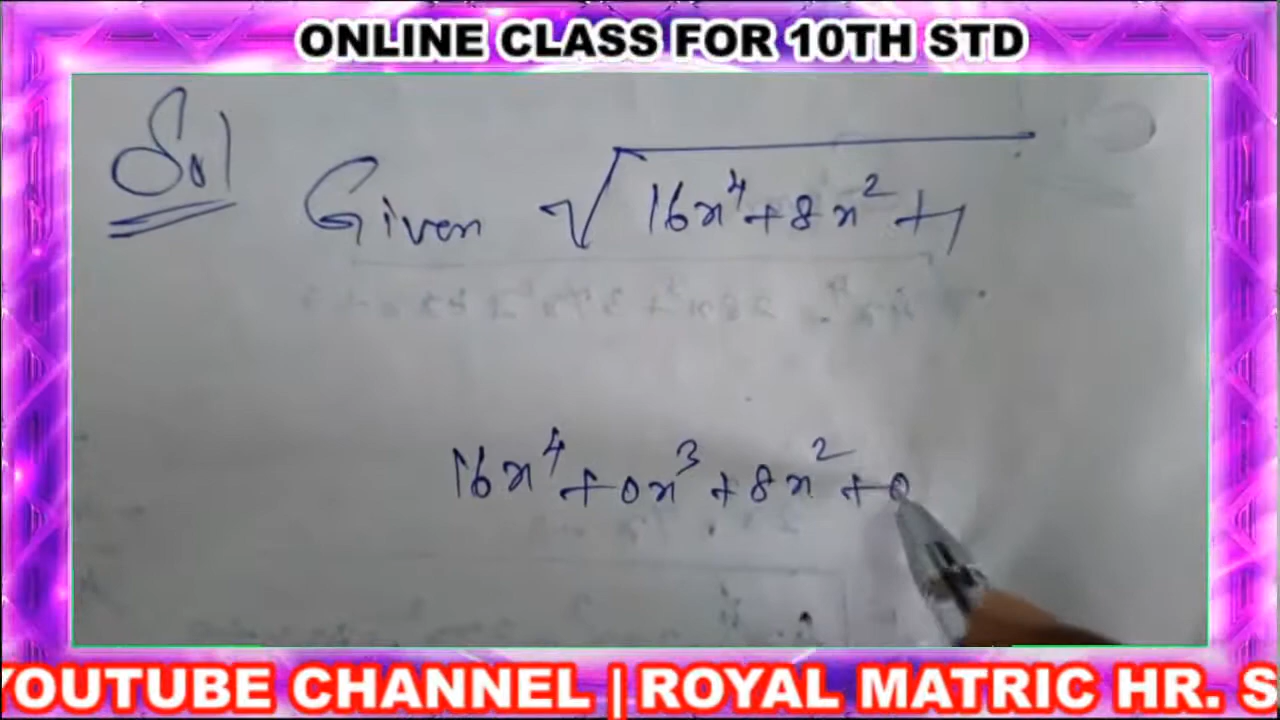 ONLINE CLASS FOR 10TH STD
Sol
Given √16x⁴+8x²+1
16x⁴+0x³+8x²+0
YOUTUBE CHANNEL | ROYAL MATRIC HR. S